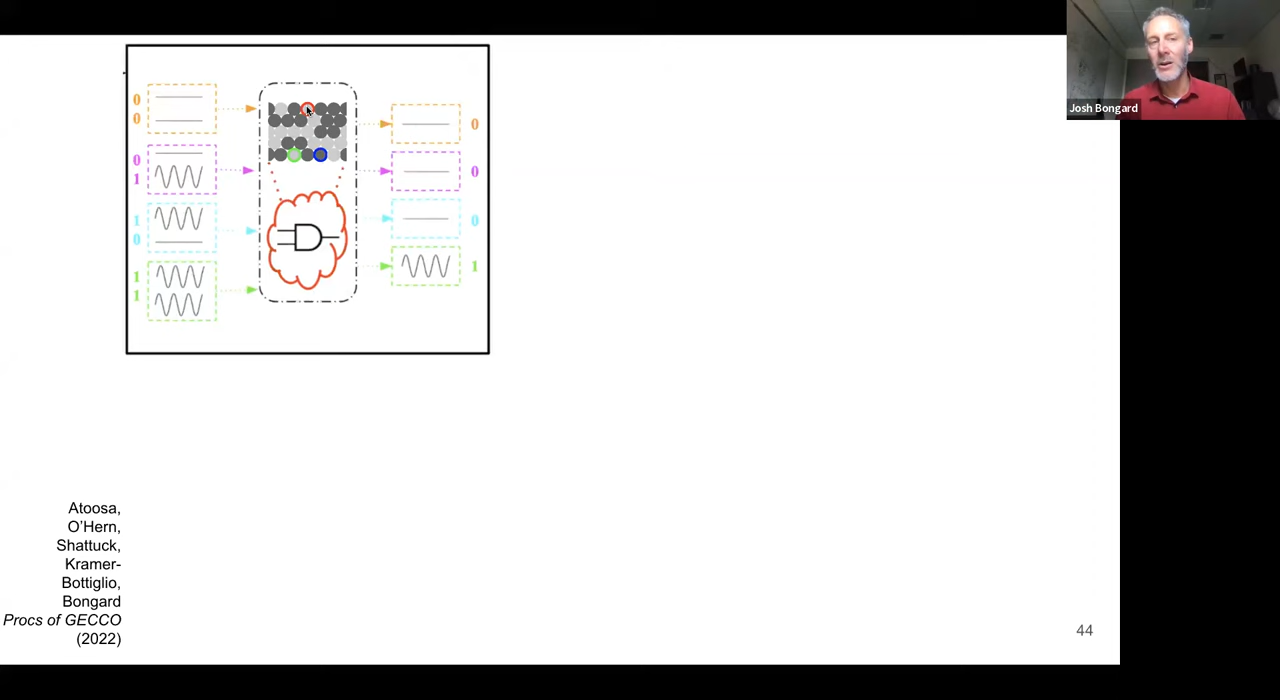 0
0
0
0
1
0
1
0
0
1
1
1
Josh Bongard
Atoosa,
O'Hern,
Shattuck,
Kramer-
Bottiglio,
Bongard
Procs of GECCO
(2022)
44